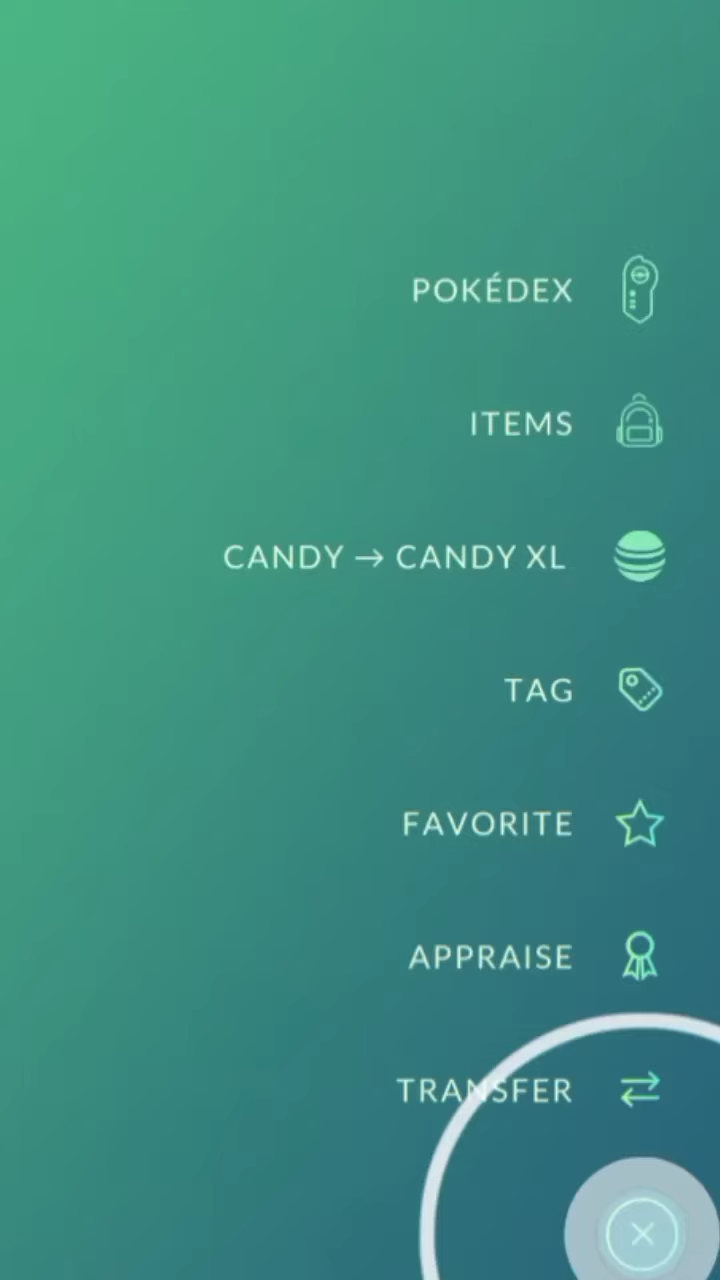 POKÉDEX
ITEMS
CANDY → CANDY XL
TAG
FAVORITE
APPRAISE
TRANSFER